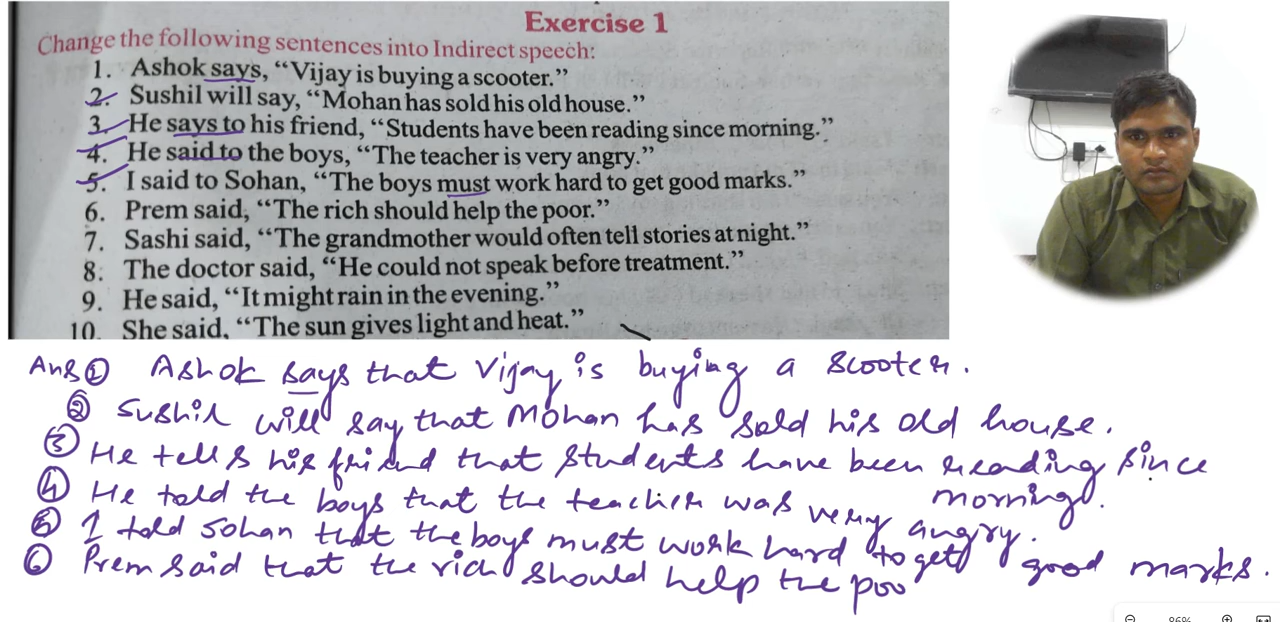 Exercise 1
Change the following sentences into Indirect speech:
1. Ashok says, “Vijay is buying a scooter.”
2. Sushil will say, “Mohan has sold his old house.”
3. He says to his friend, “Students have been reading since morning.”
4. He said to the boys, “The teacher is very angry.”
5. I said to Sohan, “The boys must work hard to get good marks.”
6. Prem said, “The rich should help the poor.”
7. Sashi said, “The grandmother would often tell stories at night.”
8. The doctor said, “He could not speak before treatment.”
9. He said, “It might rain in the evening.”
10. She said, “The sun gives light and heat.”
Ans ① Ashok says that Vijay is buying a scooter.
② Sushil will say that Mohan has sold his old house.
③ He tells his friend that students have been reading since
morning.
④ He told the boys that the teacher was very angry.
⑤ I told Sohan that the boys must work hard to get good marks.
⑥ Prem said that the rich should help the poo
86%